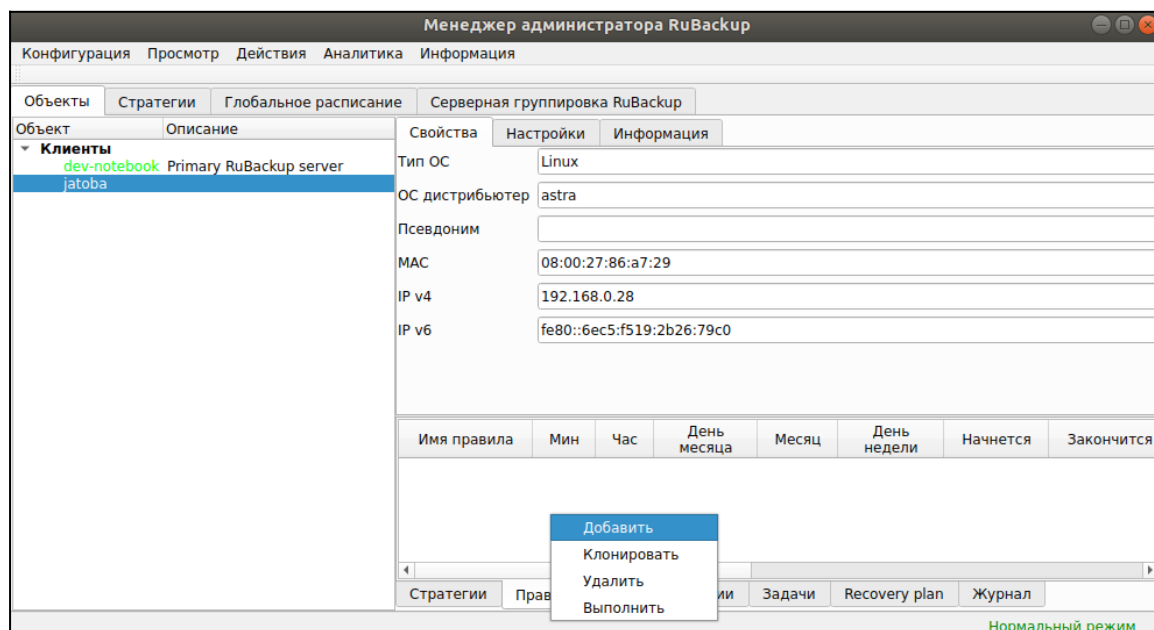 Менеджер администратора RuBackup
Конфигурация Просмотр Действия Аналитика Информация
Объекты Стратегии Глобальное расписание Серверная группировка RuBackup
Объект Описание
Клиенты
dev-notebook Primary RuBackup server
jatoba
Свойства Настройки Информация
Тип ОС Linux
ОС дистрибьютер astra
Псевдоним
MAC 08:00:27:86:a7:29
IP v4 192.168.0.28
IP v6 fe80::6ec5:f519:2b26:79c0
Имя правила Мин Час День месяца Месяц День недели Начнется Закончится
Добавить
Клонировать
Удалить
Выполнить
Стратегии Прав ии Задачи Recovery plan Журнал
Нормальный режим